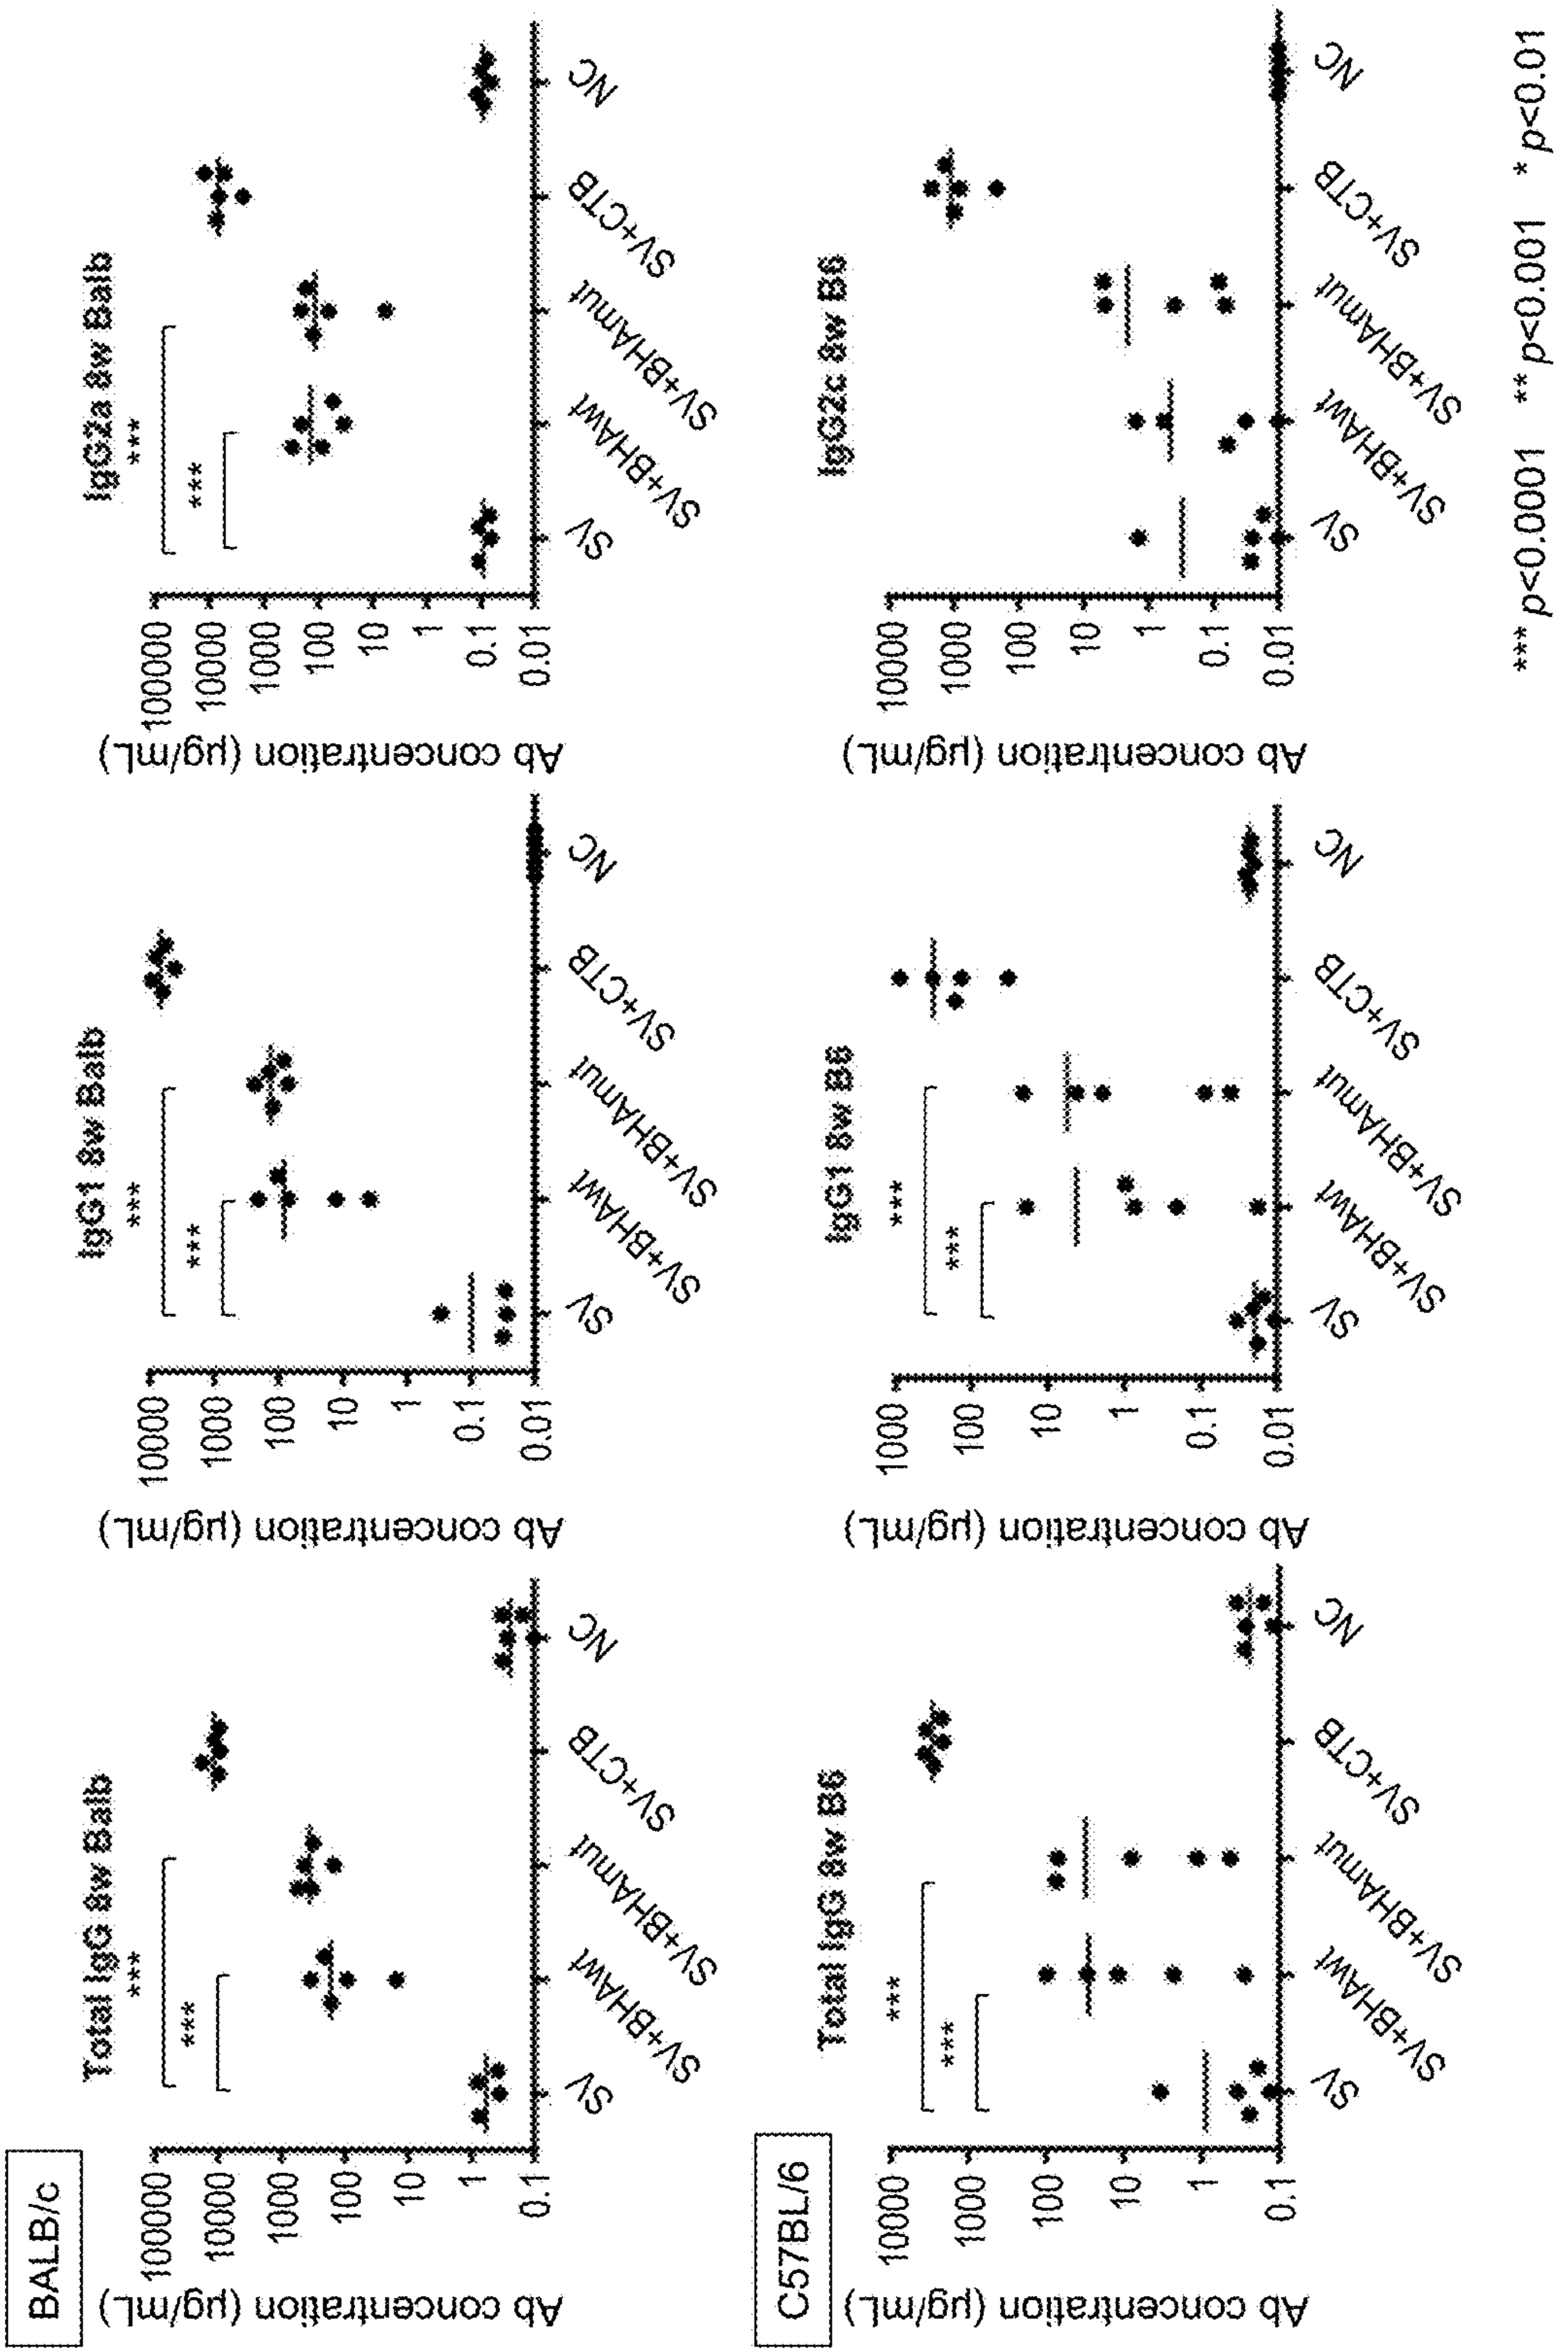 BALB/c
Total IgG 8w Balb
***
***
Ab concentration (µg/mL)
100000
10000
1000
100
10
1
0.1
SV
SV+BHAwt
SV+BHAmut
SV+CTB
NC
IgG1 8w Balb
***
***
Ab concentration (µg/mL)
10000
1000
100
10
1
0.1
0.01
SV
SV+BHAwt
SV+BHAmut
SV+CTB
NC
IgG2a 8w Balb
***
***
Ab concentration (µg/mL)
100000
10000
1000
100
10
1
0.1
0.01
SV
SV+BHAwt
SV+BHAmut
SV+CTB
NC
C57BL/6
Total IgG 8w B6
***
***
Ab concentration (µg/mL)
10000
1000
100
10
1
0.1
SV
SV+BHAwt
SV+BHAmut
SV+CTB
NC
IgG1 8w B6
***
***
Ab concentration (µg/mL)
1000
100
10
1
0.1
0.01
SV
SV+BHAwt
SV+BHAmut
SV+CTB
NC
IgG2c 8w B6
Ab concentration (µg/mL)
10000
1000
100
10
1
0.1
0.01
SV
SV+BHAwt
SV+BHAmut
SV+CTB
NC
*** p<0.0001 ** p<0.001 * p<0.01